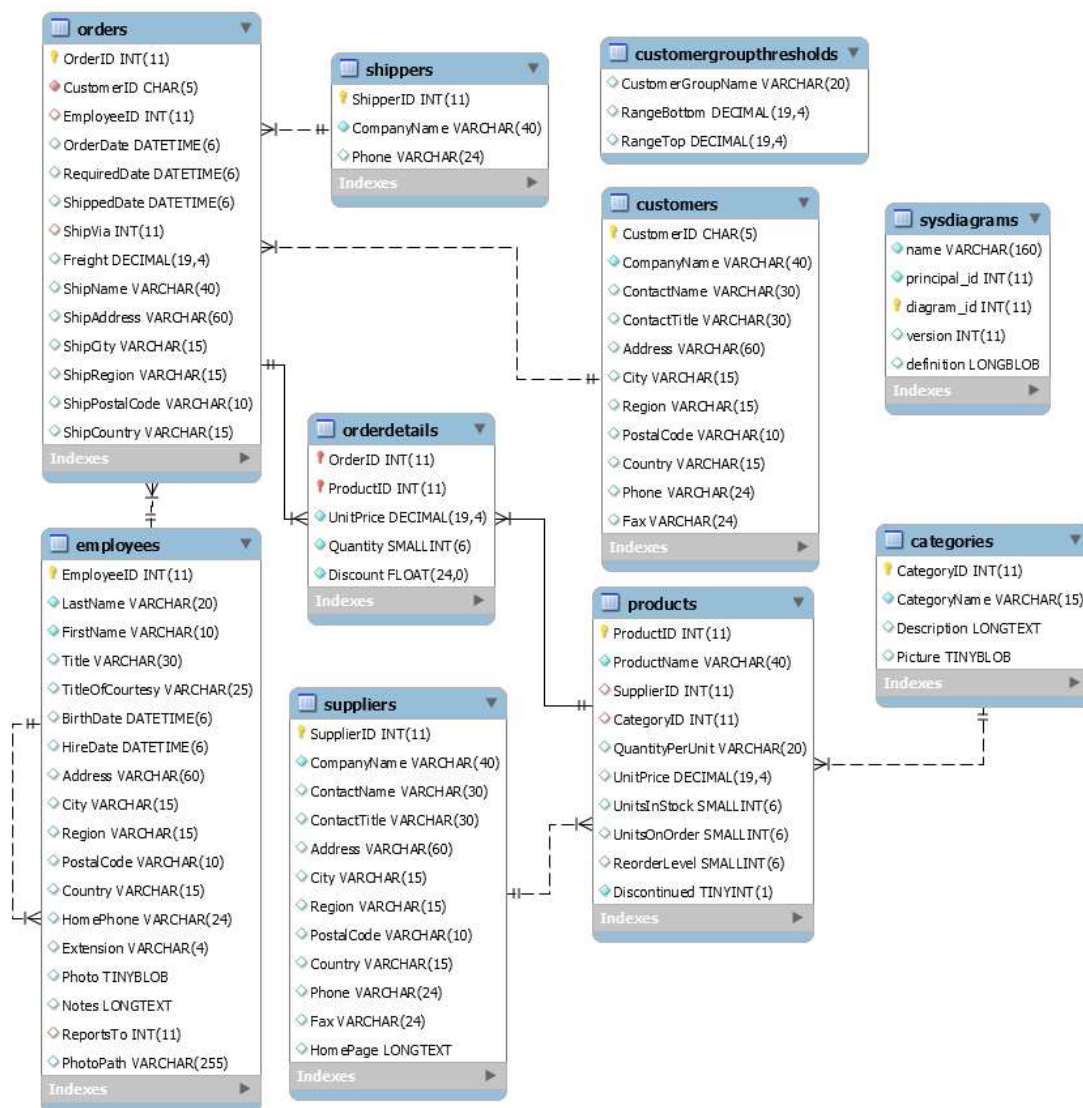 orders
OrderID INT(11)
CustomerID CHAR(5)
EmployeeID INT(11)
OrderDate DATETIME(6)
RequiredDate DATETIME(6)
ShippedDate DATETIME(6)
ShipVia INT(11)
Freight DECIMAL(19,4)
ShipName VARCHAR(40)
ShipAddress VARCHAR(60)
ShipCity VARCHAR(15)
ShipRegion VARCHAR(15)
ShipPostalCode VARCHAR(10)
ShipCountry VARCHAR(15)
Indexes
shippers
ShipperID INT(11)
CompanyName VARCHAR(40)
Phone VARCHAR(24)
Indexes
customergroupthresholds
CustomerGroupName VARCHAR(20)
RangeBottom DECIMAL(19,4)
RangeTop DECIMAL(19,4)
customers
CustomerID CHAR(5)
CompanyName VARCHAR(40)
ContactName VARCHAR(30)
ContactTitle VARCHAR(30)
Address VARCHAR(60)
City VARCHAR(15)
Region VARCHAR(15)
PostalCode VARCHAR(10)
Country VARCHAR(15)
Phone VARCHAR(24)
Fax VARCHAR(24)
Indexes
sysdiagrams
name VARCHAR(160)
principal_id INT(11)
diagram_id INT(11)
version INT(11)
definition LONGBLOB
Indexes
orderdetails
OrderID INT(11)
ProductID INT(11)
UnitPrice DECIMAL(19,4)
Quantity SMALLINT(6)
Discount FLOAT(24,0)
Indexes
employees
EmployeeID INT(11)
LastName VARCHAR(20)
FirstName VARCHAR(10)
Title VARCHAR(30)
TitleOfCourtesy VARCHAR(25)
BirthDate DATETIME(6)
HireDate DATETIME(6)
Address VARCHAR(60)
City VARCHAR(15)
Region VARCHAR(15)
PostalCode VARCHAR(10)
Country VARCHAR(15)
HomePhone VARCHAR(24)
Extension VARCHAR(4)
Photo TINYBLOB
Notes LONGTEXT
ReportsTo INT(11)
PhotoPath VARCHAR(255)
Indexes
suppliers
SupplierID INT(11)
CompanyName VARCHAR(40)
ContactName VARCHAR(30)
ContactTitle VARCHAR(30)
Address VARCHAR(60)
City VARCHAR(15)
Region VARCHAR(15)
PostalCode VARCHAR(10)
Country VARCHAR(15)
Phone VARCHAR(24)
Fax VARCHAR(24)
HomePage LONGTEXT
Indexes
products
ProductID INT(11)
ProductName VARCHAR(40)
SupplierID INT(11)
CategoryID INT(11)
QuantityPerUnit VARCHAR(20)
UnitPrice DECIMAL(19,4)
UnitsInStock SMALLINT(6)
UnitsOnOrder SMALLINT(6)
ReorderLevel SMALLINT(6)
Discontinued TINYINT(1)
Indexes
categories
CategoryID INT(11)
CategoryName VARCHAR(15)
Description LONGTEXT
Picture TINYBLOB
Indexes